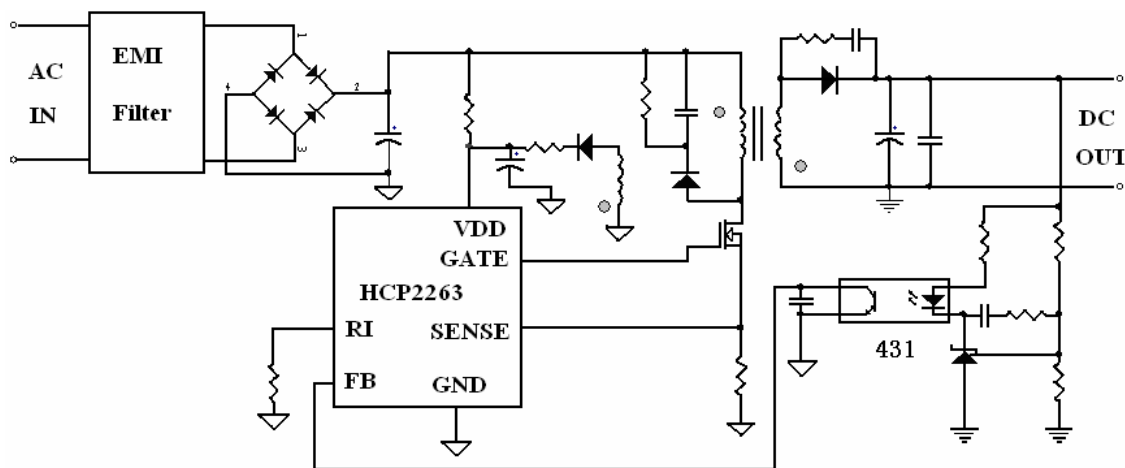 AC
IN
EMI
Filter
1
2
3
4
+
+
+
DC
OUT
VDD
GATE
HCP2263
RI
SENSE
FB
GND
431